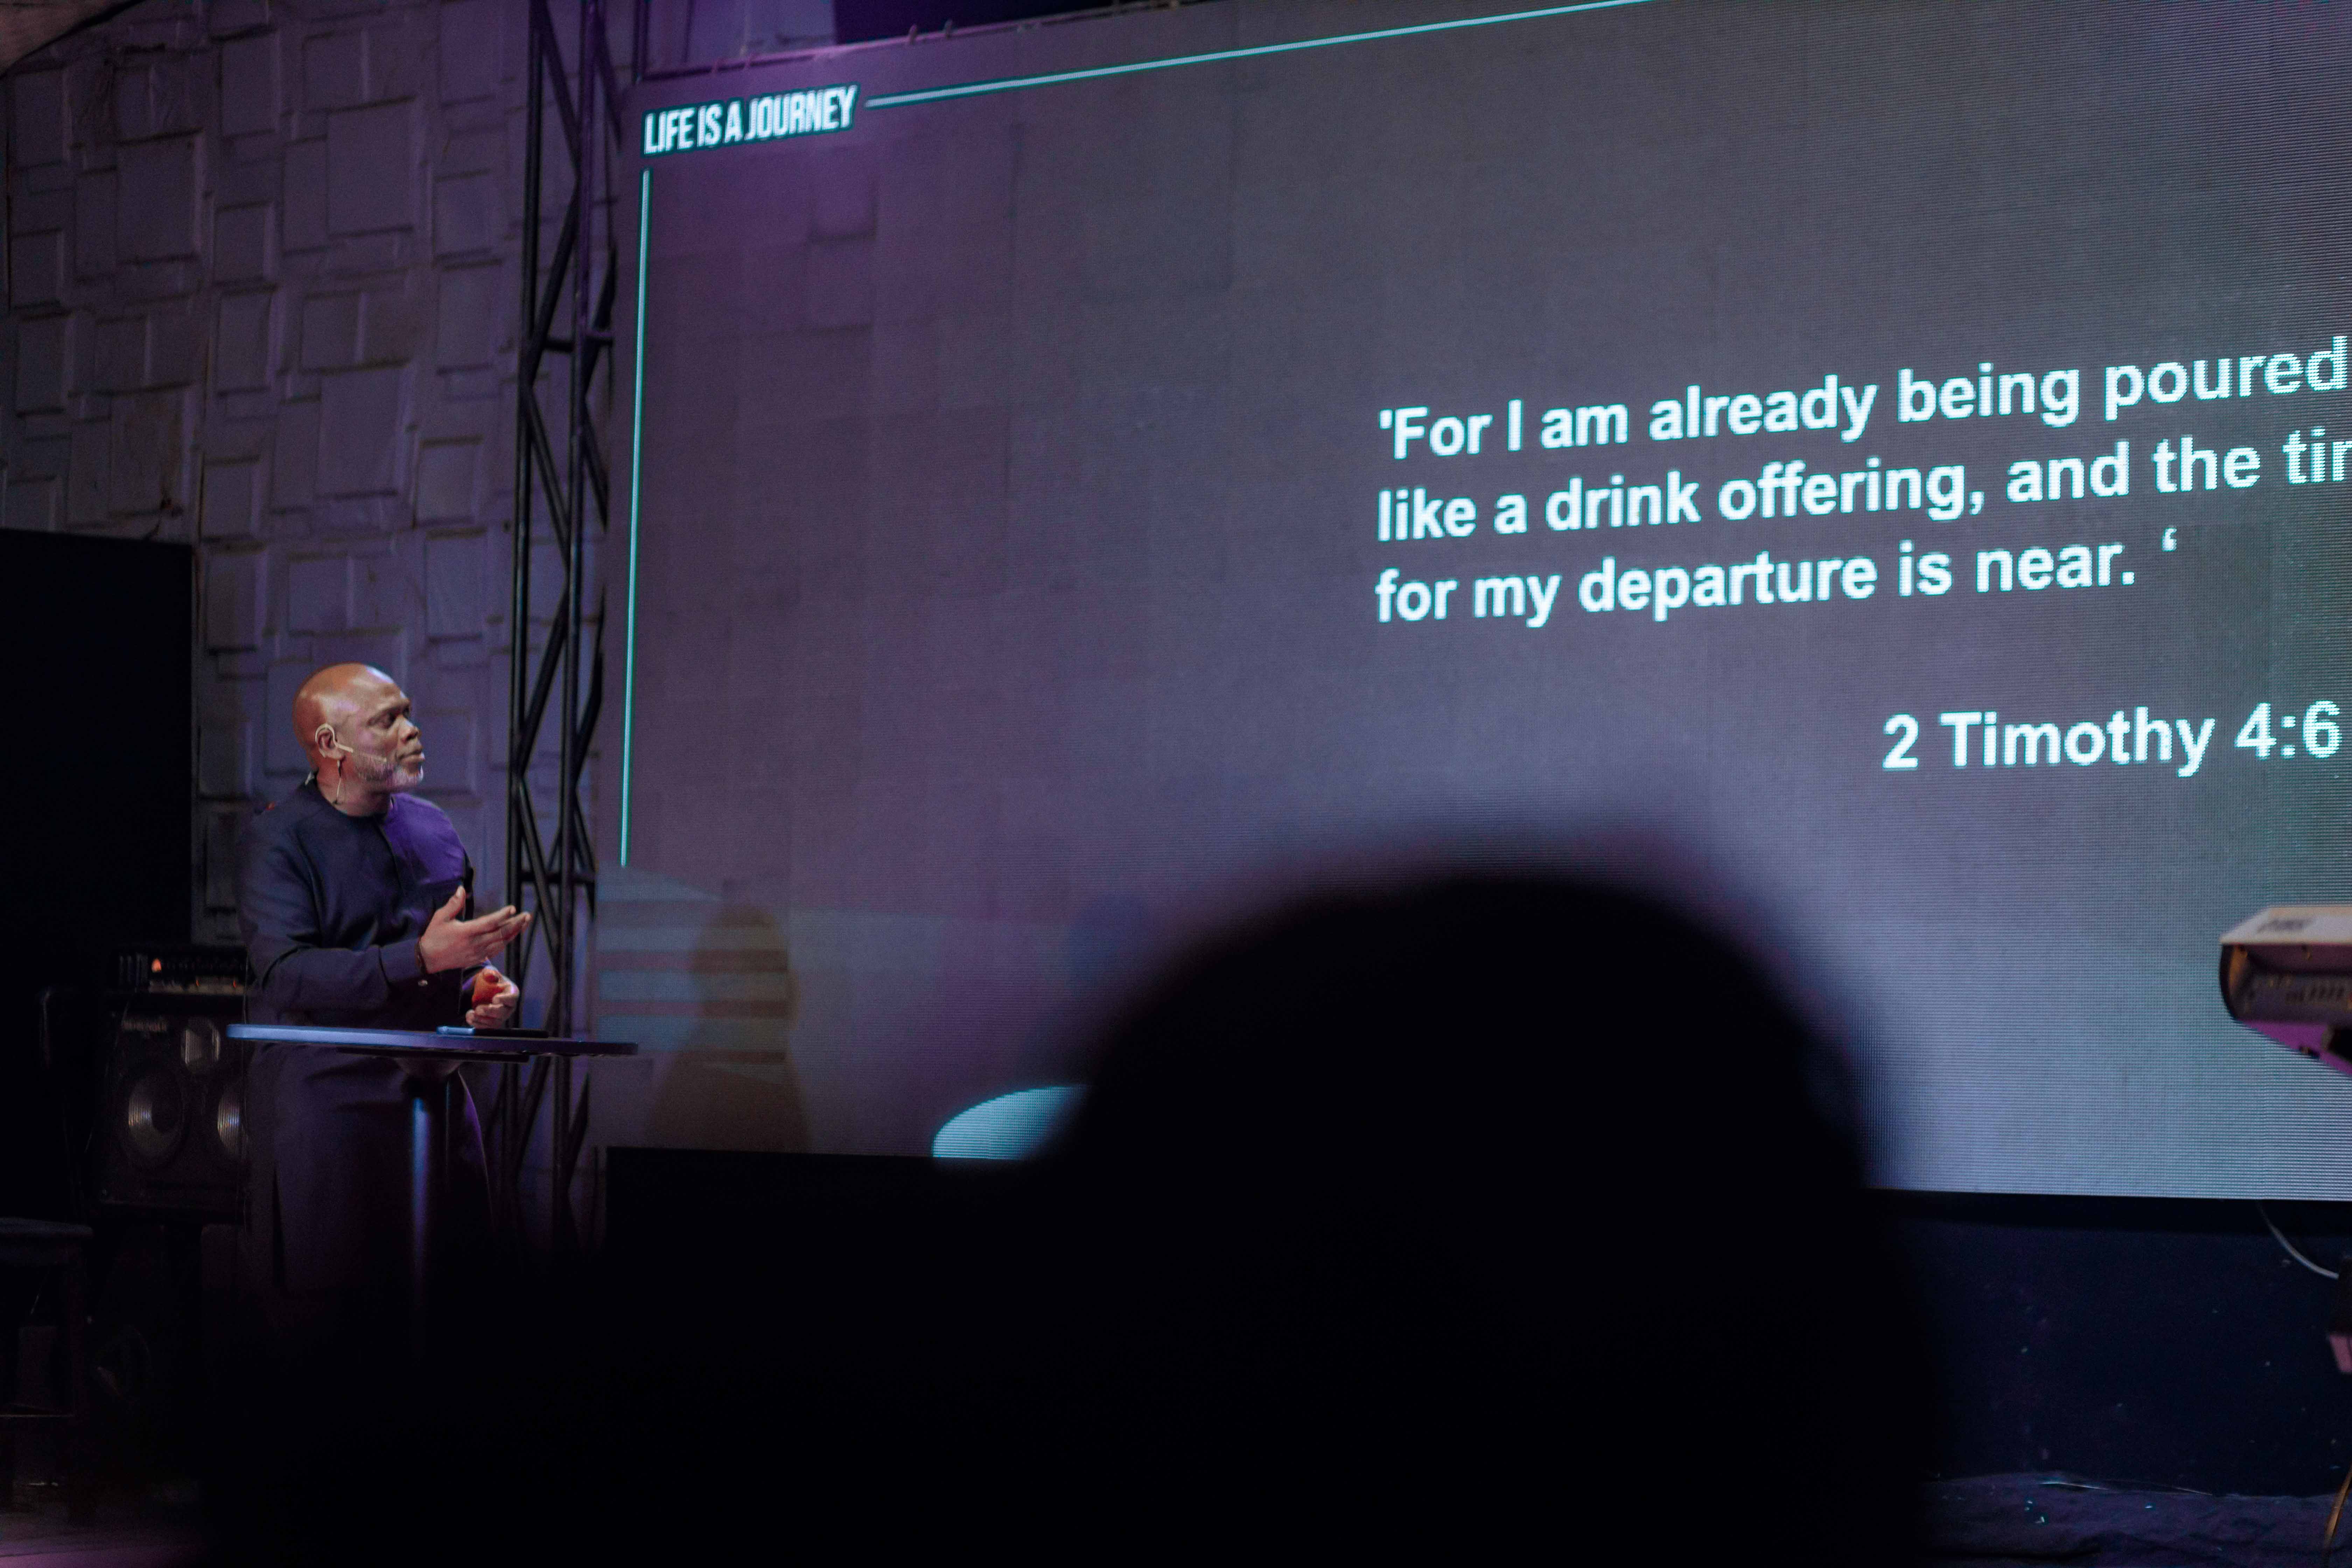 LIFE IS A JOURNEY
'For I am already being poured
like a drink offering, and the
for my departure is near. ‘
2 Timothy 4:6